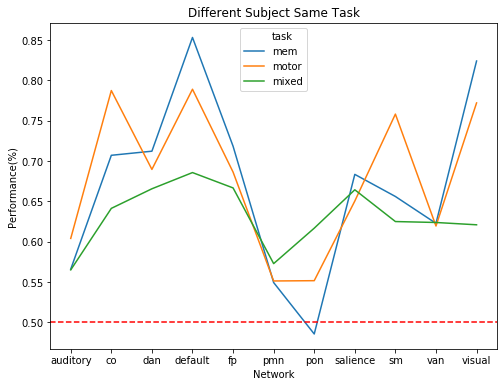 Different Subject Same Task
task
mem
motor
mixed
0.85
0.80
0.75
0.70
0.65
0.60
0.55
0.50
Performance(%)
auditory co dan default fp pmn pon salience sm van visual
Network